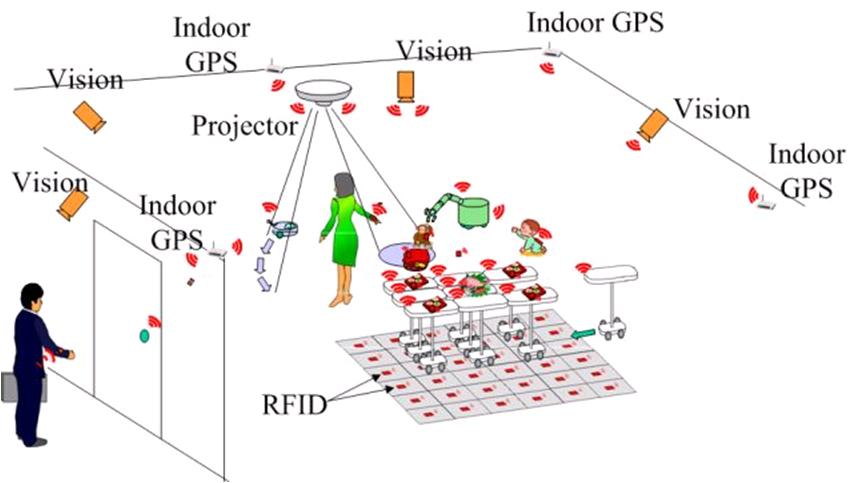 Indoor
GPS
Vision
Indoor GPS
Vision
Projector
Vision
Indoor
GPS
Vision
Indoor
GPS
RFID